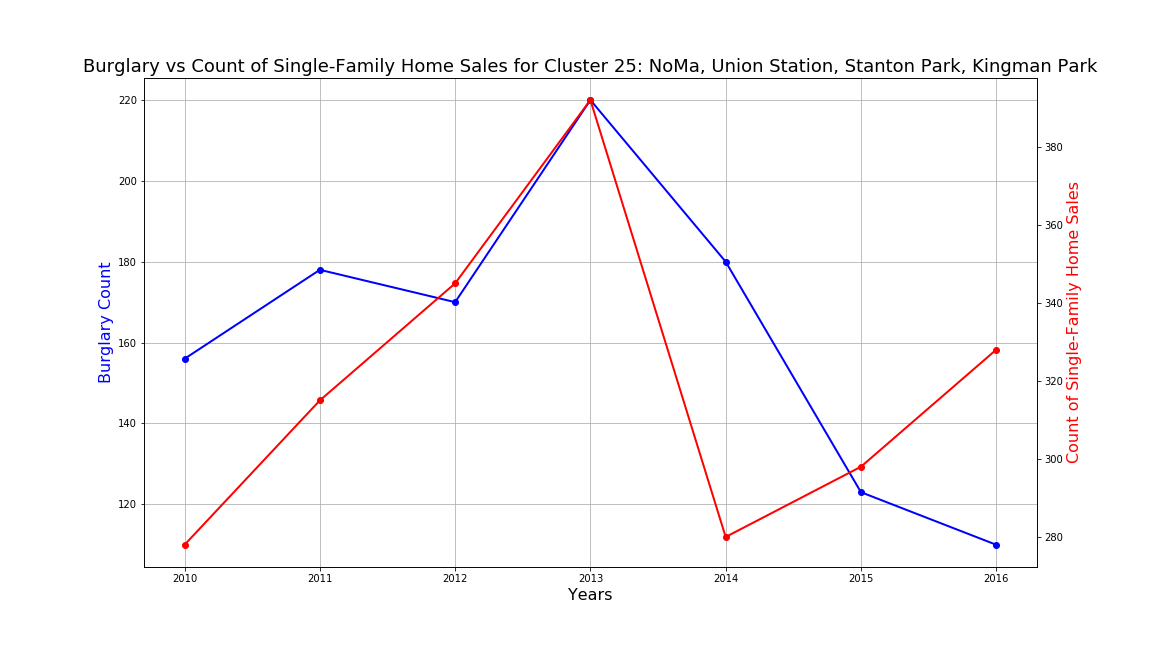 Burglary vs Count of Single-Family Home Sales for Cluster 25: NoMa, Union Station, Stanton Park, Kingman Park
Burglary Count
220
200
180
160
140
120
380
360
340
320
300
280
Count of Single-Family Home Sales
2010 2011 2012 2013 2014 2015 2016
Years